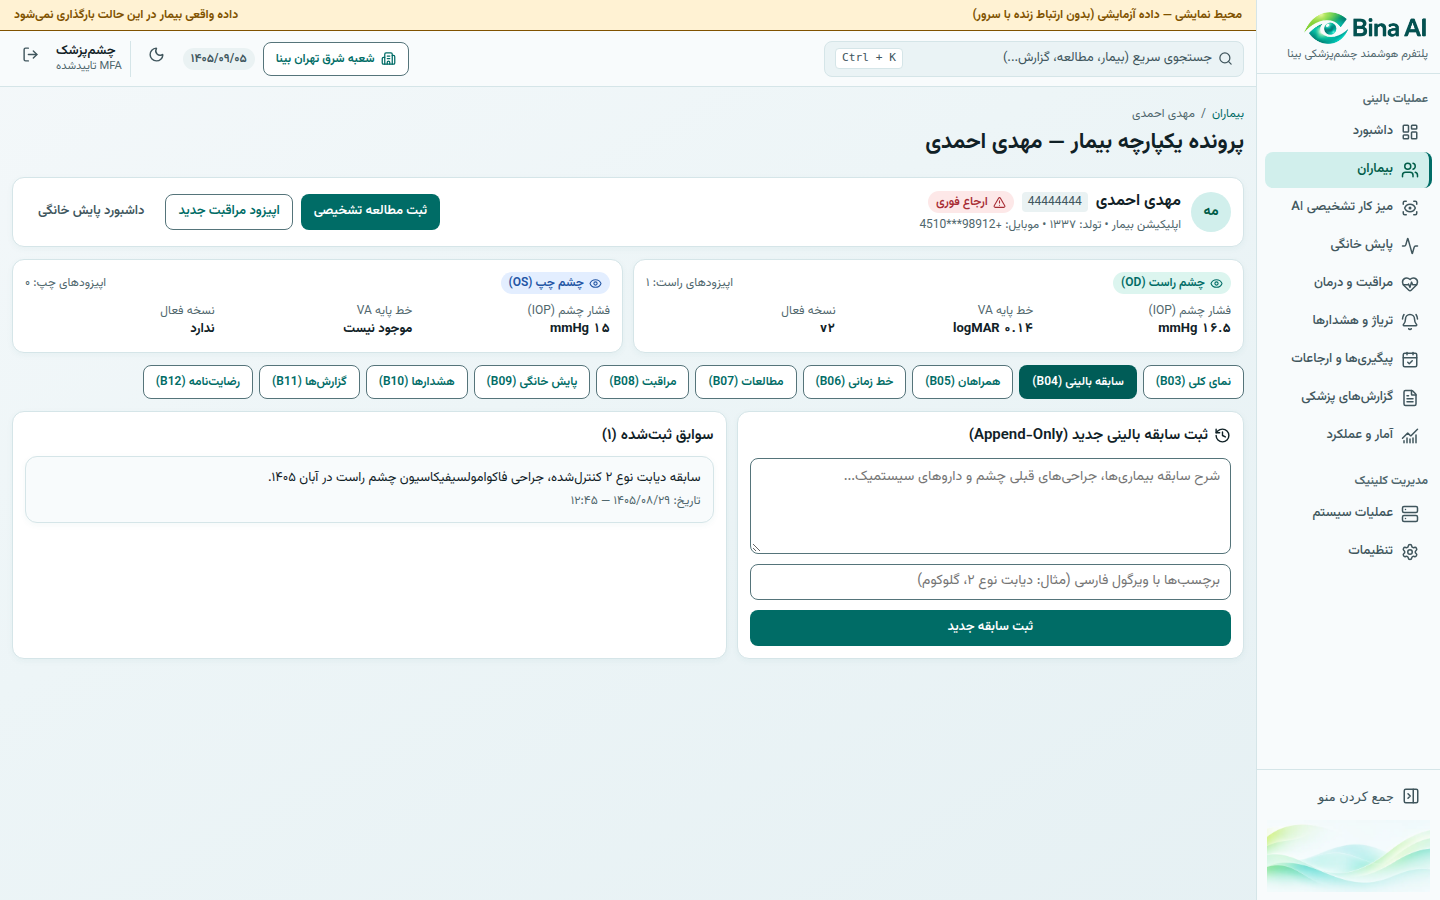 محیط نمایشی — داده آزمایشی (بدون ارتباط زنده با سرور)
داده واقعی بیمار در این حالت بارگذاری نمی‌شود
Bina AI
پلتفرم هوشمند چشم‌پزشکی بینا
جستجوی سریع (بیمار، مطالعه، گزارش...)
Ctrl + K
شعبه شرق تهران بینا
۱۴۰۵/۰۹/۰۵
چشم‌پزشک
MFA تاییدشده
عملیات بالینی
داشبورد
بیماران
میز کار تشخیصی AI
پایش خانگی
مراقبت و درمان
تریاژ و هشدارها
پیگیری‌ها و ارجاعات
گزارش‌های پزشکی
آمار و عملکرد
مدیریت کلینیک
عملیات سیستم
تنظیمات
جمع کردن منو
بیماران / مهدی احمدی
پرونده یکپارچه بیمار — مهدی احمدی
مه
مهدی احمدی
44444444
ارجاع فوری
اپلیکیشن بیمار • تولد: ۱۳۳۷ • موبایل: +98912***4510
ثبت مطالعه تشخیصی
اپیزود مراقبت جدید
داشبورد پایش خانگی
چشم راست (OD)
اپیزودهای راست: ۱
فشار چشم (IOP)
خط پایه VA
نسخه فعال
۱۶.۵ mmHg
۰.۱۴ logMAR
v۲
چشم چپ (OS)
اپیزودهای چپ: ۰
فشار چشم (IOP)
خط پایه VA
نسخه فعال
۱۵ mmHg
موجود نیست
ندارد
نمای کلی (B03)
سابقه بالینی (B04)
همراهان (B05)
خط زمانی (B06)
مطالعات (B07)
مراقبت (B08)
پایش خانگی (B09)
هشدارها (B10)
گزارش‌ها (B11)
رضایت‌نامه (B12)
ثبت سابقه بالینی جدید (Append-Only)
شرح سابقه بیماری‌ها، جراحی‌های قبلی چشم و داروهای سیستمیک...
برچسب‌ها با ویرگول فارسی (مثال: دیابت نوع ۲، گلوکوم)
ثبت سابقه جدید
سوابق ثبت‌شده (۱)
سابقه دیابت نوع ۲ کنترل‌شده، جراحی فاکوامولسیفیکاسیون چشم راست در آبان ۱۴۰۵.
تاریخ: ۱۴۰۵/۰۸/۲۹ — ۱۲:۴۵